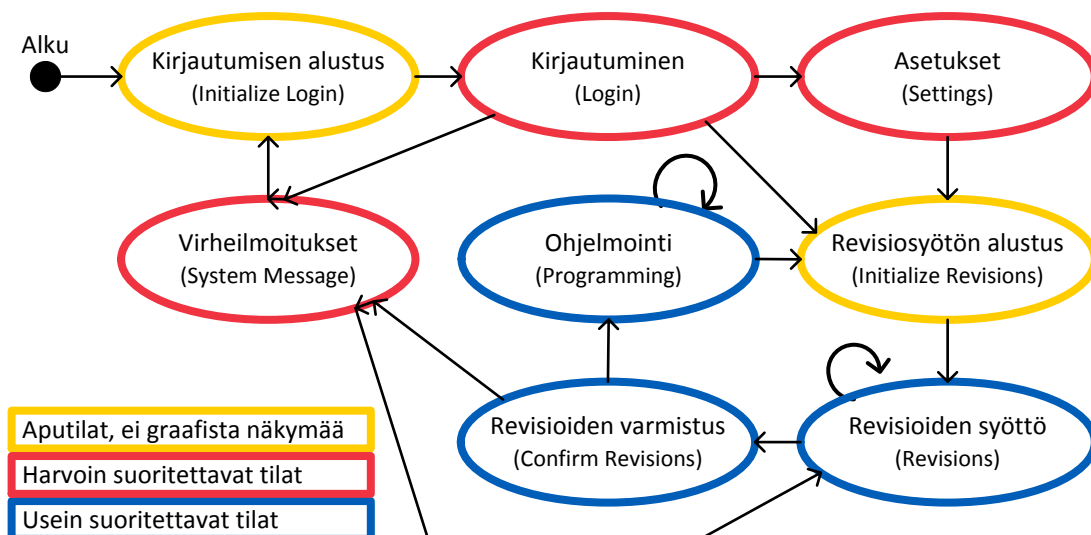 Alku
Kirjautumisen alustus
(Initialize Login)
Kirjautuminen
(Login)
Asetukset
(Settings)
Virheilmoitukset
(System Message)
Ohjelmointi
(Programming)
Revisiosyötön alustus
(Initialize Revisions)
Revisioiden varmistus
(Confirm Revisions)
Revisioiden syöttö
(Revisions)
Aputilat, ei graafista näkymää
Harvoin suoritettavat tilat
Usein suoritettavat tilat